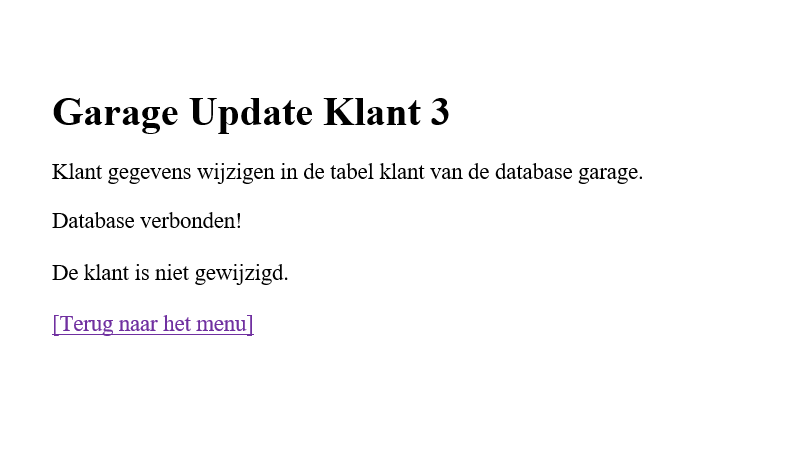 Garage Update Klant 3
Klant gegevens wijzigen in de tabel klant van de database garage.
Database verbonden!
De klant is niet gewijzigd.
[Terug naar het menu]